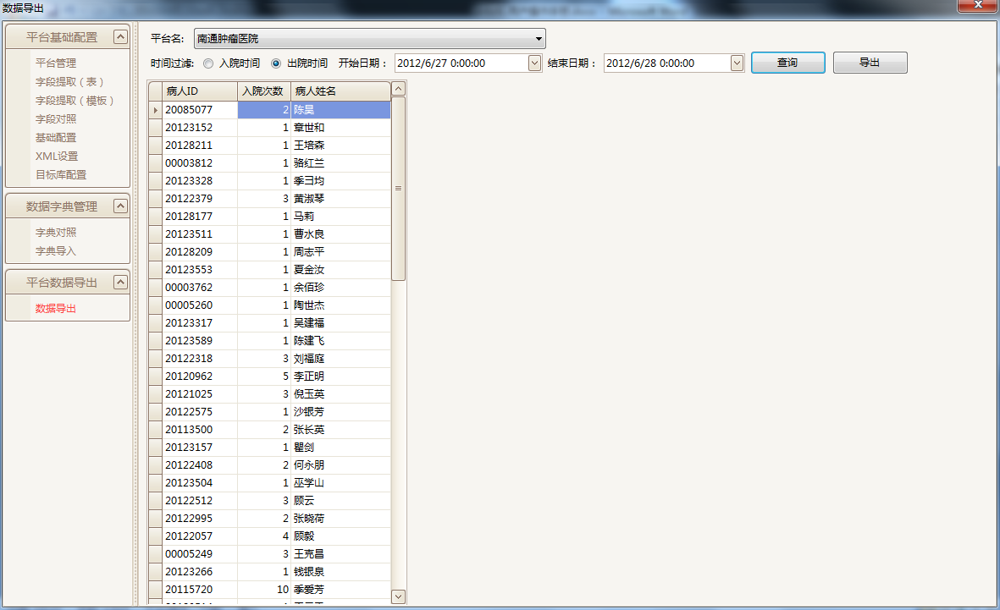 数据导出
平台基础配置
平台管理
字段提取（表）
字段提取（模板）
字段对照
基础配置
XML设置
目标库配置
数据字典管理
字典对照
字典导入
平台数据导出
数据导出
平台名: 南通肿瘤医院
时间过滤: 入院时间 出院时间 开始日期： 2012/6/27 0:00:00 结束日期： 2012/6/28 0:00:00 查询 导出
病人ID 入院次数 病人姓名
20085077 2 陈昊
20123152 1 章世和
20128211 1 王培森
00003812 1 骆红兰
20123328 1 季彐均
20122379 3 黄淑琴
20128177 1 马莉
20123511 1 曹水良
20128209 1 周志平
20123553 1 夏金汝
00003762 1 余佰珍
00005260 1 陶世杰
20123317 1 吴建福
20123589 1 陈建飞
20122318 3 刘福庭
20120962 5 李正明
20121025 3 倪玉英
20122575 1 沙银芳
20113500 2 张长英
20123157 1 瞿剑
20122408 2 何永朋
20123504 1 巫学山
20122512 3 顾云
20122995 2 张晓荷
20122057 4 顾毅
00005249 3 王克昌
20123266 1 钱银泉
20115720 10 季爱芳